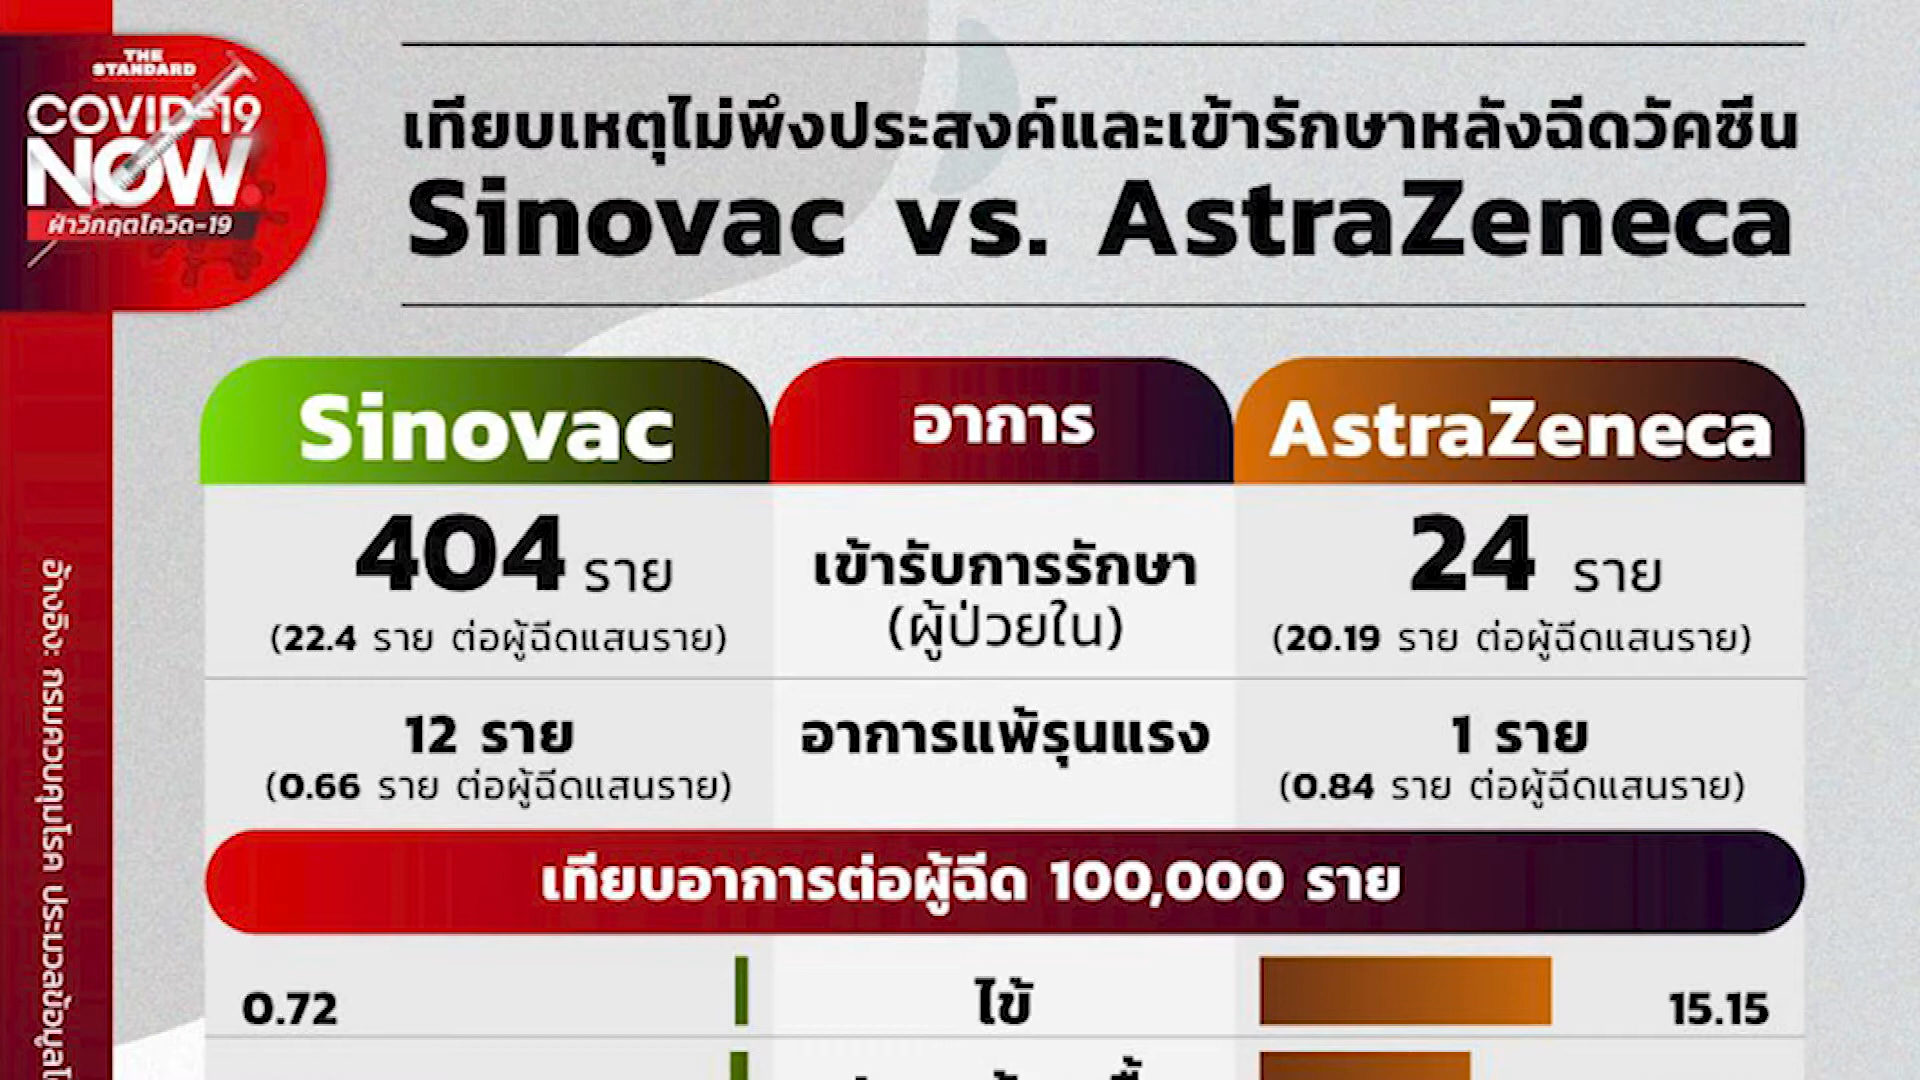 THE
STANDARD
COVID-19
NOW
ฝ่าวิกฤตโควิด-19
เทียบเหตุไม่พึงประสงค์และเข้ารักษาหลังฉีดวัคซีน
Sinovac vs. AstraZeneca
Sinovac
อาการ
AstraZeneca
404 ราย
(22.4 ราย ต่อผู้ฉีดแสนราย)
เข้ารับการรักษา
(ผู้ป่วยใน)
24 ราย
(20.19 ราย ต่อผู้ฉีดแสนราย)
12 ราย
(0.66 ราย ต่อผู้ฉีดแสนราย)
อาการแพ้รุนแรง
1 ราย
(0.84 ราย ต่อผู้ฉีดแสนราย)
เทียบอาการต่อผู้ฉีด 100,000 ราย
0.72
ไข้
15.15
อ้างอิง: กรมควบคุมโรค ประมวลข้อมูล